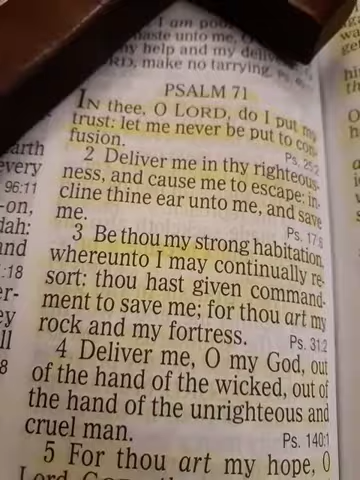 I am poor
haste unto me, O
my help and my deliv
make no tarrying.
PSALM 71
IN thee, O LORD, do I put my
trust: let me never be put to con-
fusion.
Ps. 25:2
2 Deliver me in thy righteous-
ness, and cause me to escape: in-
cline thine ear unto me, and save
me.
Ps. 17:6
3 Be thou my strong habitation,
whereunto I may continually re-
sort: thou hast given command-
ment to save me; for thou art my
rock and my fortress.
Ps. 31:2
4 Deliver me, O my God, out
of the hand of the wicked, out of
the hand of the unrighteous and
cruel man.
Ps. 140:1
5 For thou art my hope, O
Lord
earth
every
96:11
-on,
dah:
and
:18
er-
ey
ll
8